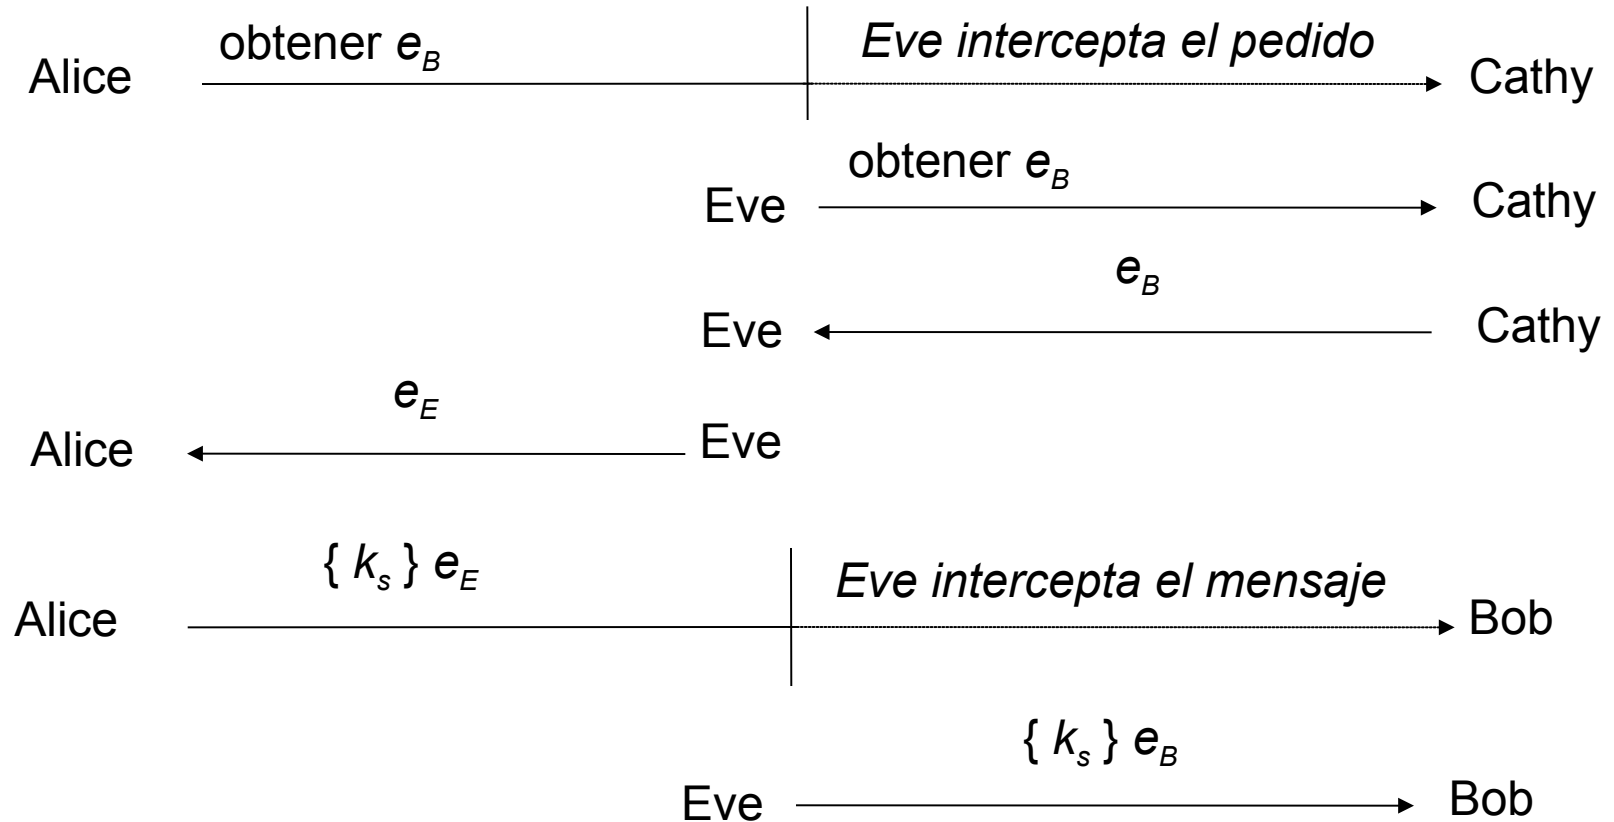 obtener e_B
Eve intercepta el pedido
Alice Cathy
obtener e_B
Eve Cathy
e_B
Eve Cathy
e_E
Alice Eve
{ k_s } e_E
Eve intercepta el mensaje
Alice Bob
{ k_s } e_B
Eve Bob